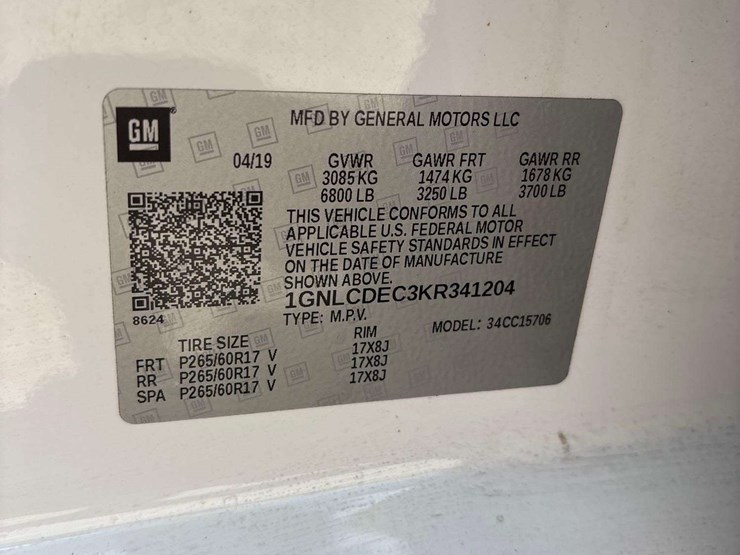 GM
MFD BY GENERAL MOTORS LLC
04/19 GVWR GAWR FRT GAWR RR
3085 KG 1474 KG 1678 KG
6800 LB 3250 LB 3700 LB
THIS VEHICLE CONFORMS TO ALL
APPLICABLE U.S. FEDERAL MOTOR
VEHICLE SAFETY STANDARDS IN EFFECT
ON THE DATE OF MANUFACTURE
SHOWN ABOVE.
1GNLCDEC3KR341204
8624
TYPE: M.P.V. MODEL: 34CC15706
TIRE SIZE RIM
FRT P265/60R17 V 17X8J
RR P265/60R17 V 17X8J
SPA P265/60R17 V 17X8J